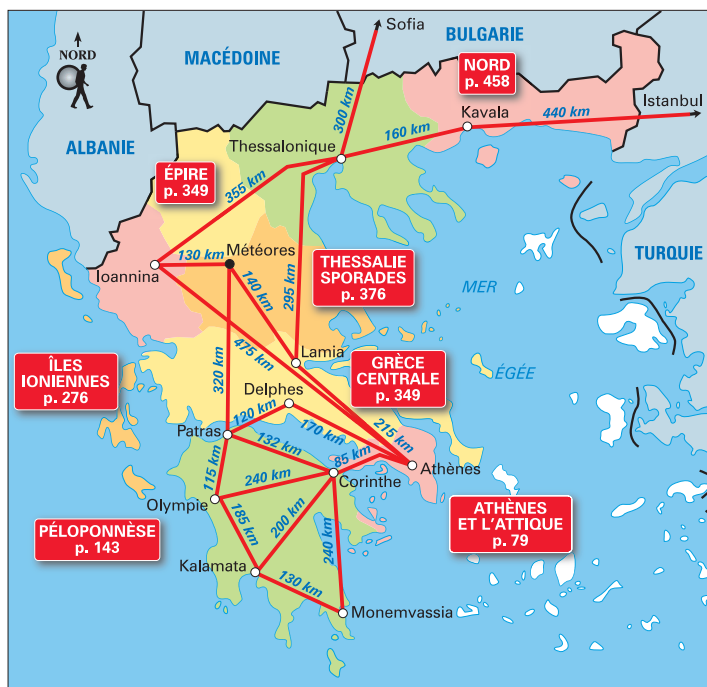 Sofia
BULGARIE
NORD
MACÉDOINE
NORD
p. 458
Istanbul
Kavala
440 km
300 km
160 km
Thessalonique
ALBANIE
ÉPIRE
p. 349
355 km
130 km
Météores
Ioannina
140 km
295 km
THESSALIE
SPORADES
p. 376
TURQUIE
MER
ÉGÉE
475 km
Lamia
320 km
GRÈCE
CENTRALE
p. 349
ÎLES
IONIENNES
p. 276
Delphes
120 km
170 km
215 km
Patras
132 km
85 km
Athènes
115 km
240 km
Corinthe
Olympie
185 km
200 km
240 km
ATHÈNES
ET L'ATTIQUE
p. 79
PÉLOPONNÈSE
p. 143
Kalamata
130 km
Monemvassia